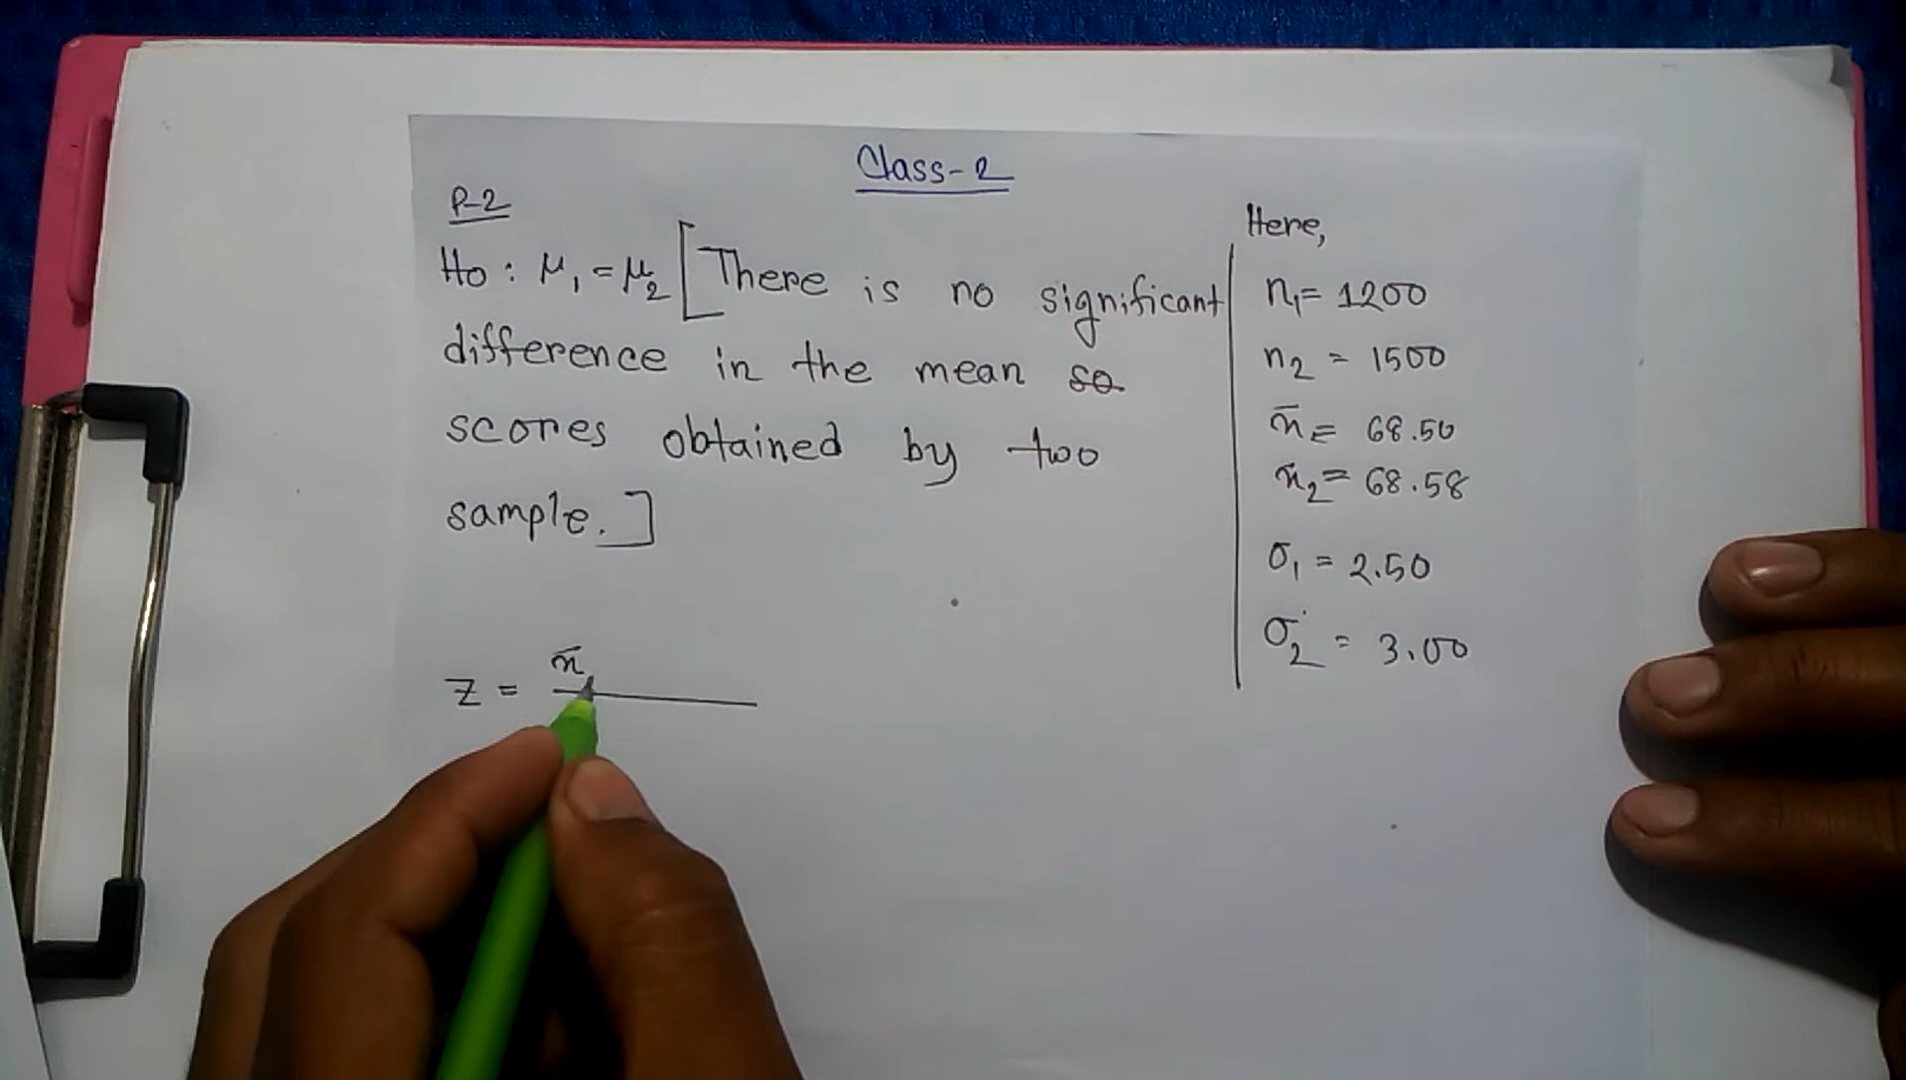 Class-2
P-2
Ho : μ₁ = μ₂ [There is no significant
difference in the mean so
scores obtained by two
sample.]
z = x̄
Here,
n₁ = 1200
n₂ = 1500
x̄ = 68.50
x̄₂ = 68.58
σ₁ = 2.50
σ₂ = 3.00